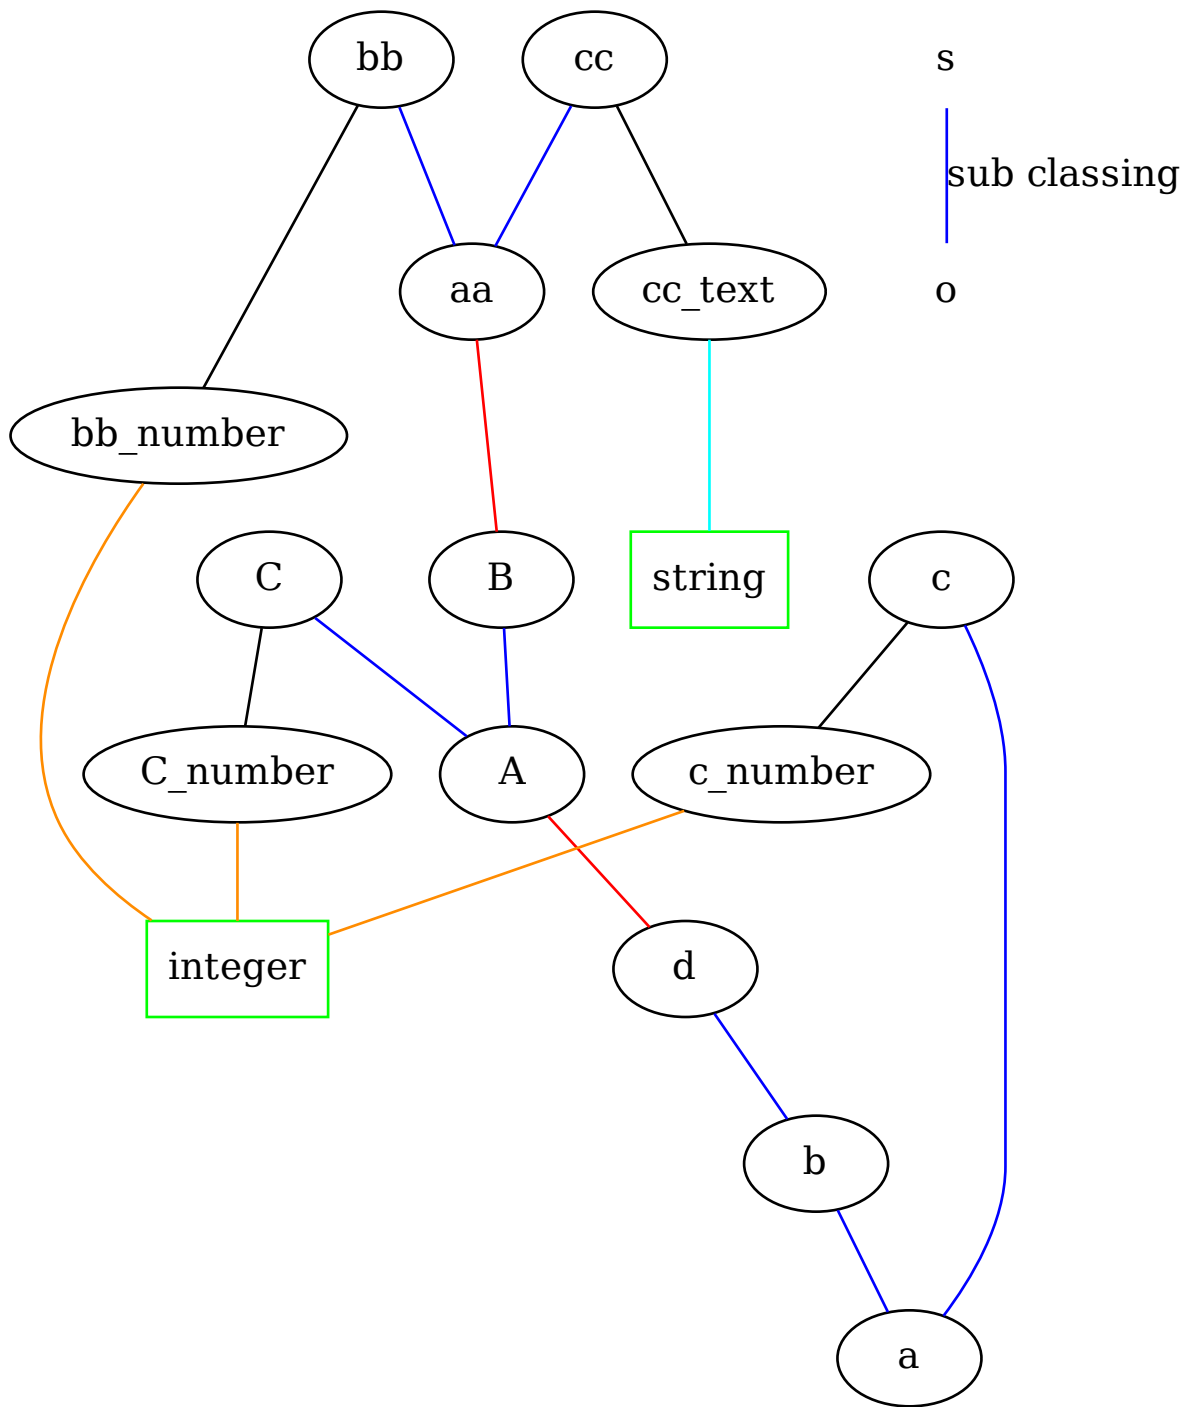 bb
cc
s
sub classing
aa
cc_text
o
bb_number
C
B
string
c
C_number
A
c_number
integer
d
b
a